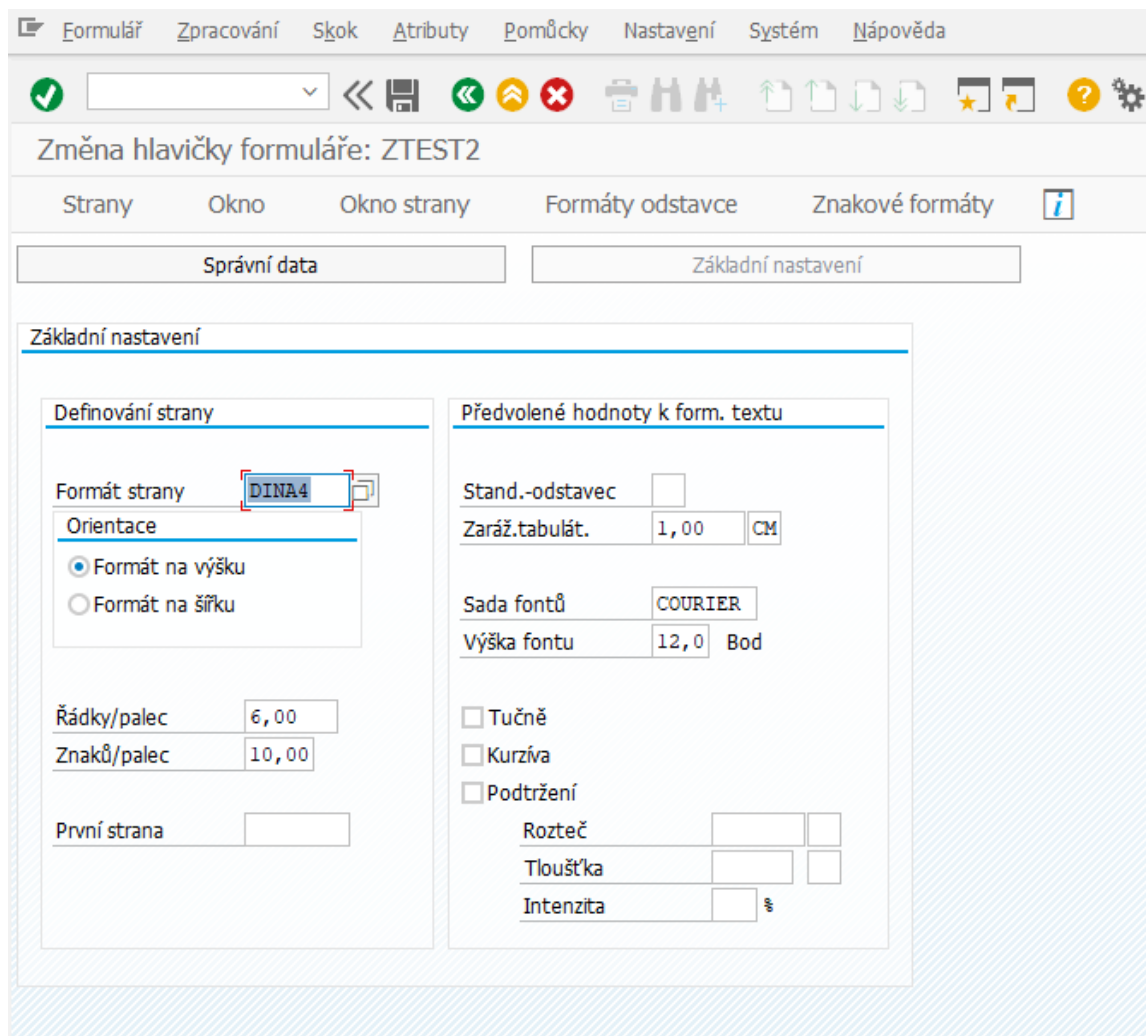 Formulář Zpracování Skok Atributy Pomůcky Nastavení Systém Nápověda
Změna hlavičky formuláře: ZTEST2
Strany Okno Okno strany Formáty odstavce Znakové formáty i
Správní data Základní nastavení
Základní nastavení
Definování strany
Formát strany DINA4
Orientace
Formát na výšku
Formát na šířku
Řádky/palec 6,00
Znaků/palec 10,00
První strana
Předvolené hodnoty k form. textu
Stand.-odstavec
Zaráž.tabulát. 1,00 CM
Sada fontů COURIER
Výška fontu 12,0 Bod
Tučně
Kurzíva
Podtržení
Rozteč
Tloušťka
Intenzita %